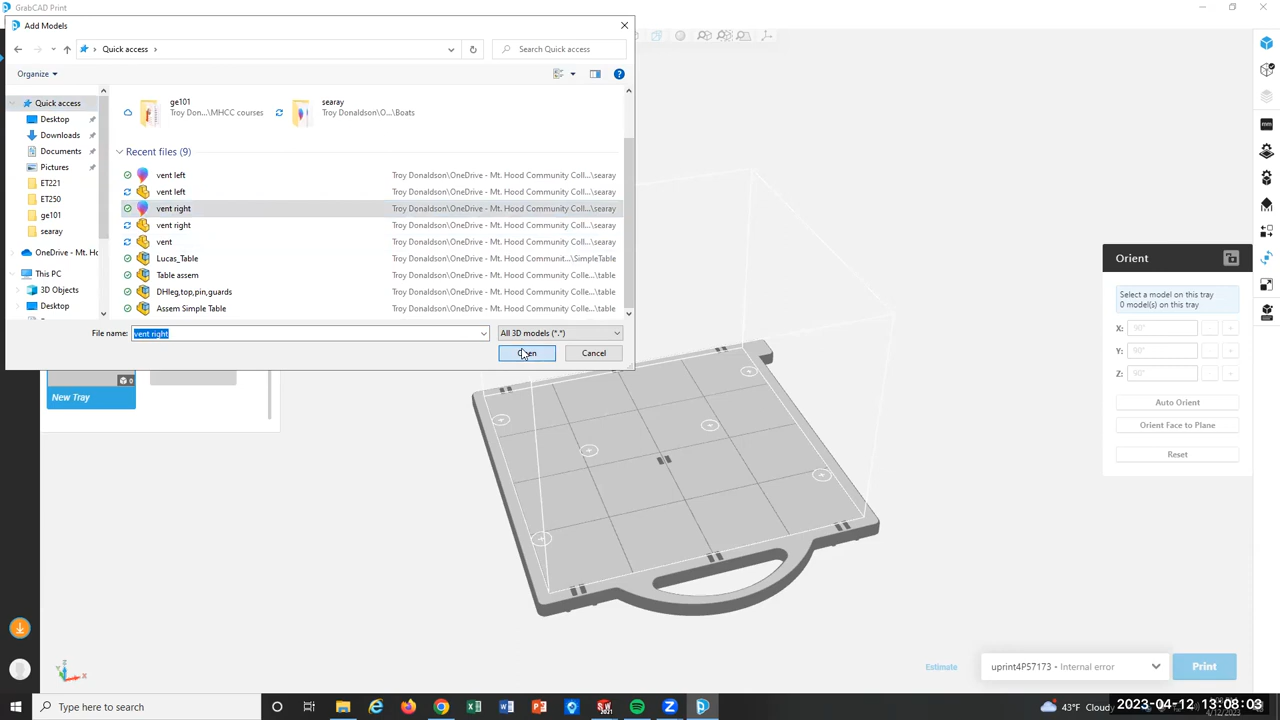 GrabCAD Print
Add Models
Quick access
Search Quick access
Organize
Quick access
Desktop
Downloads
Documents
Pictures
ET221
ET250
ge101
searay
OneDrive - Mt. Hc
This PC
3D Objects
Desktop
ge101
Troy Don...\MHCC courses
searay
Troy Donaldson\O...\Boats
Recent files (9)
vent left Troy Donaldson\OneDrive - Mt. Hood Community Coll...\searay
vent left Troy Donaldson\OneDrive - Mt. Hood Community Coll...\searay
vent right Troy Donaldson\OneDrive - Mt. Hood Community Coll...\searay
vent right Troy Donaldson\OneDrive - Mt. Hood Community Coll...\searay
vent Troy Donaldson\OneDrive - Mt. Hood Community Coll...\searay
Lucas_Table Troy Donaldson\OneDrive - Mt. Hood Communit...\SimpleTable
Table assem Troy Donaldson\OneDrive - Mt. Hood Community Colle...\table
DHleg,top,pin,guards Troy Donaldson\OneDrive - Mt. Hood Community Colle...\table
Assem Simple Table Troy Donaldson\OneDrive - Mt. Hood Community Colle...\table
File name: vent right
All 3D models (*.*)
Open Cancel
0
New Tray
mm
Orient
Select a model on this tray
0 model(s) on this tray
X: 90°
Y: 90°
Z: 90°
Auto Orient
Orient Face to Plane
Reset
Estimate
uprint4P57173 • Internal error
Print
Type here to search
43°F Cloudy
2023-04-12 13:08:03